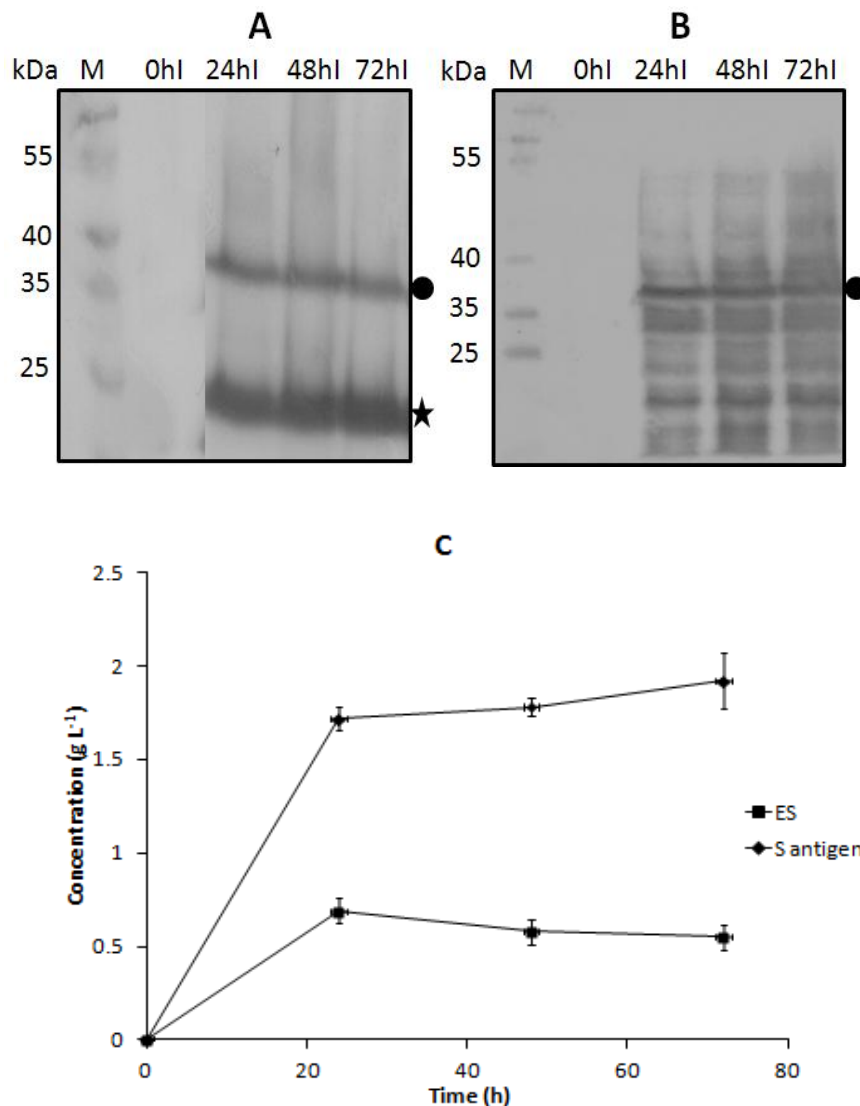 A
kDa M 0hI 24hI 48hI 72hI
55
40
35
25
B
kDa M 0hI 24hI 48hI 72hI
55
40
35
25
C
2.5
2
1.5
1
0.5
0
Concentration (g L-1)
0 20 40 60 80
Time (h)
ES
S antigen